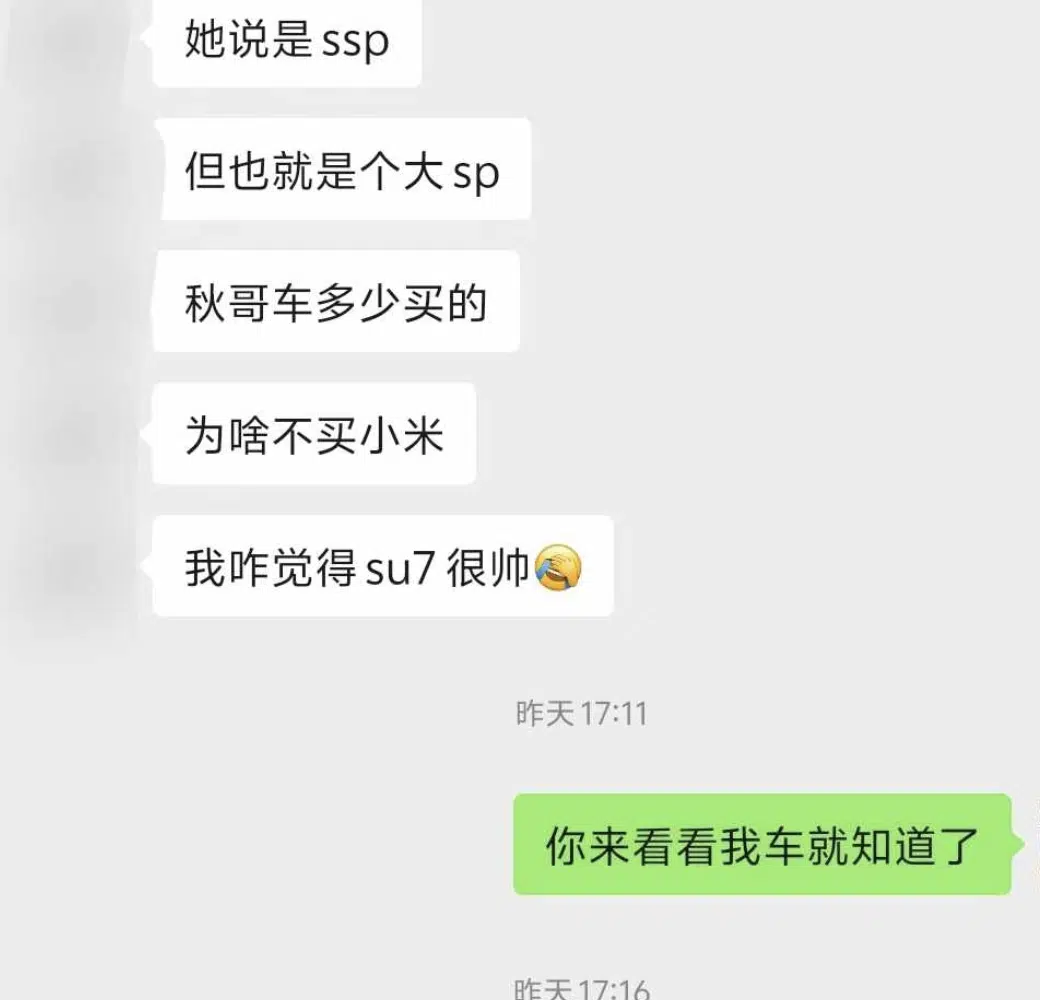 她说是ssp
但也就是个大sp
秋哥车多少买的
为啥不买小米
我咋觉得su7很帅🤦
昨天 17:11
你来看看我车就知道了
昨天 17:16